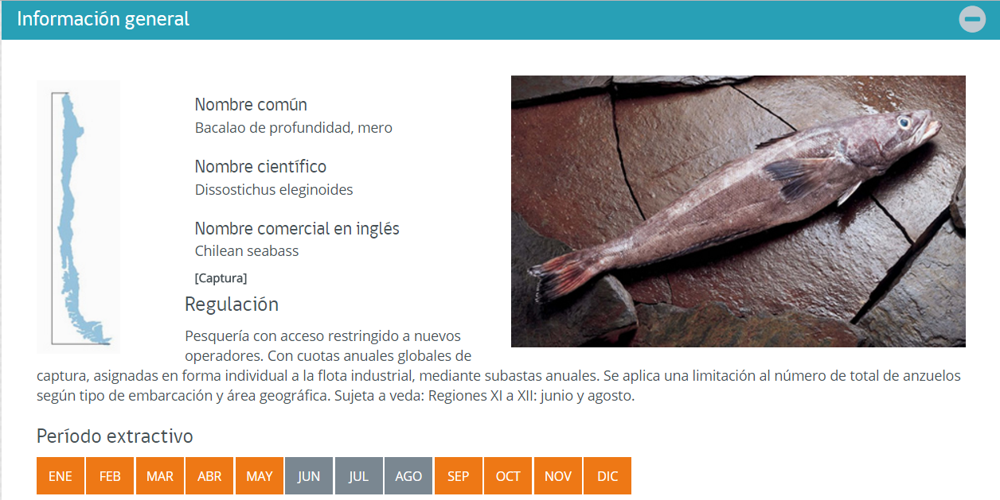 Información general
Nombre común
Bacalao de profundidad, mero
Nombre científico
Dissostichus eleginoides
Nombre comercial en inglés
Chilean seabass
[Captura]
Regulación
Pesquería con acceso restringido a nuevos
operadores. Con cuotas anuales globales de
captura, asignadas en forma individual a la flota industrial, mediante subastas anuales. Se aplica una limitación al número de total de anzuelos
según tipo de embarcación y área geográfica. Sujeta a veda: Regiones XI a XII: junio y agosto.
Período extractivo
ENE FEB MAR ABR MAY JUN JUL AGO SEP OCT NOV DIC